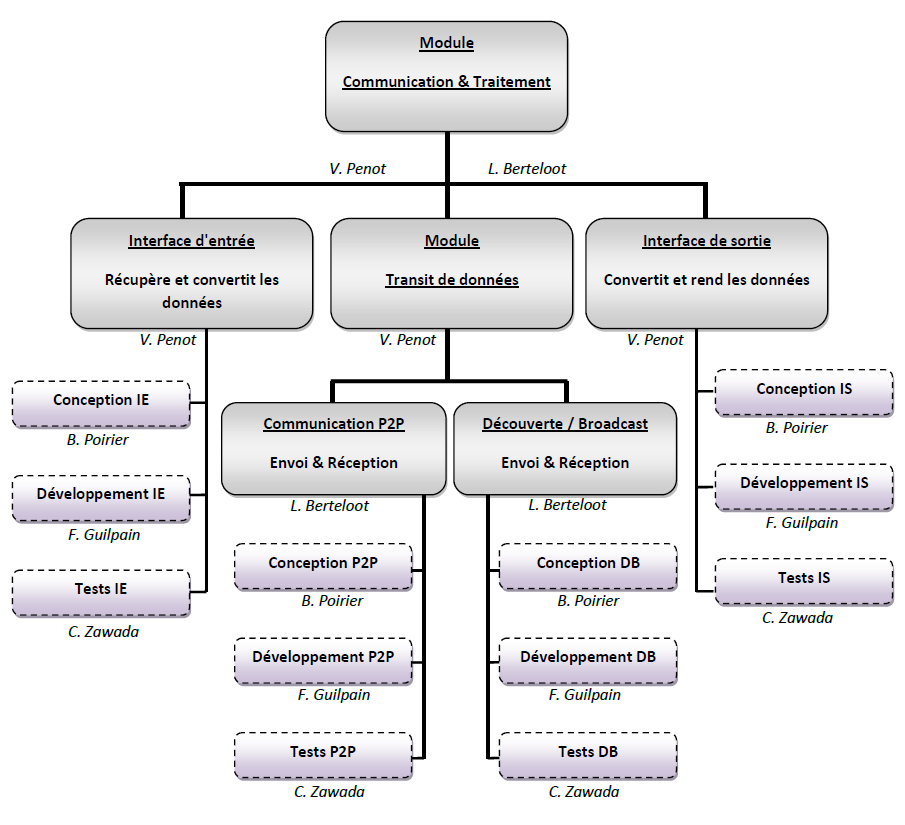 Module
Communication & Traitement
V. Penot
L. Berteloot
Interface d'entrée
Récupère et convertit les
données
V. Penot
Module
Transit de données
V. Penot
Interface de sortie
Convertit et rend les données
V. Penot
Conception IE
B. Poirier
Développement IE
F. Guilpain
Tests IE
C. Zawada
Communication P2P
Envoi & Réception
L. Berteloot
Conception P2P
B. Poirier
Développement P2P
F. Guilpain
Tests P2P
C. Zawada
Découverte / Broadcast
Envoi & Réception
L. Berteloot
Conception DB
B. Poirier
Développement DB
F. Guilpain
Tests DB
C. Zawada
Conception IS
B. Poirier
Développement IS
F. Guilpain
Tests IS
C. Zawada